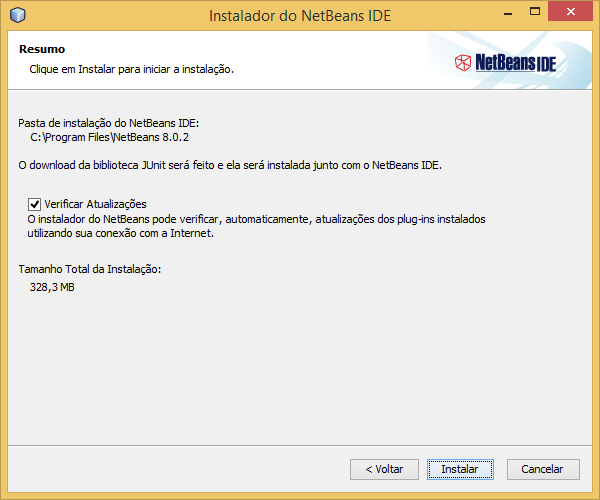 Instalador do NetBeans IDE
Resumo
Clique em Instalar para iniciar a instalação.
NetBeans IDE
Pasta de instalação do NetBeans IDE:
C:\Program Files\NetBeans 8.0.2
O download da biblioteca JUnit será feito e ela será instalada junto com o NetBeans IDE.
Verificar Atualizações
O instalador do NetBeans pode verificar, automaticamente, atualizações dos plug-ins instalados
utilizando sua conexão com a Internet.
Tamanho Total da Instalação:
328,3 MB
< Voltar
Instalar
Cancelar